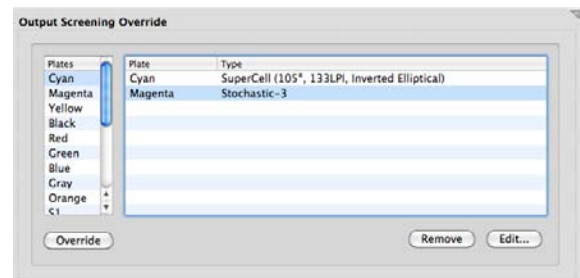 Output Screening Override
Plates
Cyan
Magenta
Yellow
Black
Red
Green
Blue
Gray
Orange
S1
Plate Type
Cyan SuperCell (105°, 133LPI, Inverted Elliptical)
Magenta Stochastic-3
Override Remove Edit...